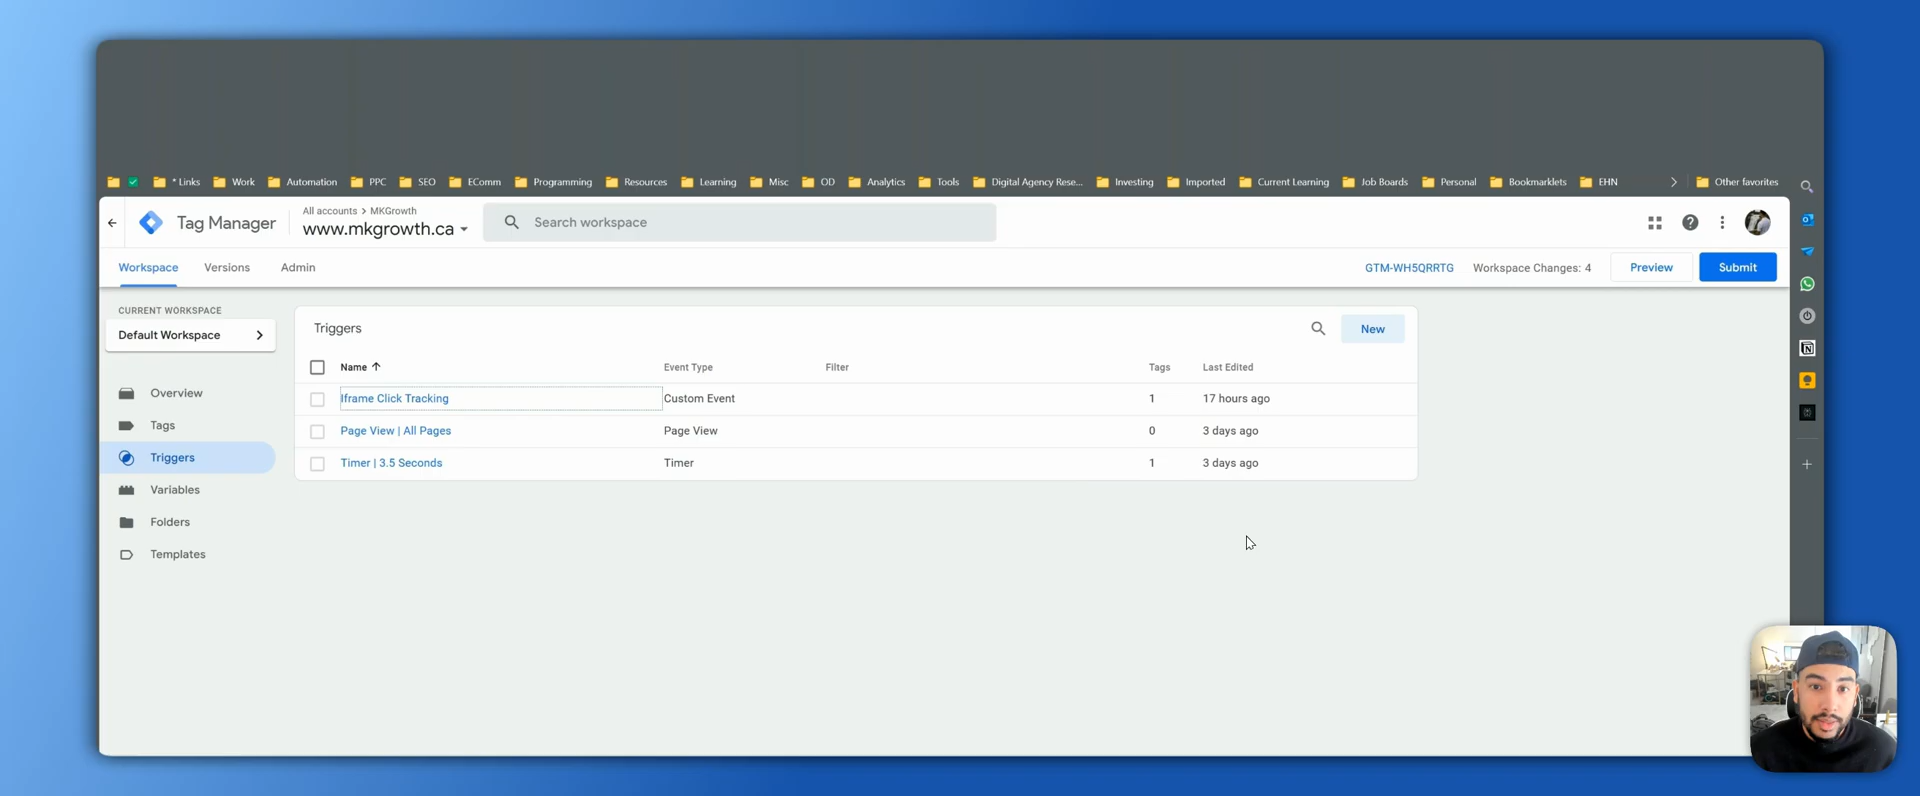 * Links Work Automation PPC SEO EComm Programming Resources Learning Misc OD Analytics Tools Digital Agency Rese... Investing Imported Current Learning Job Boards Personal Bookmarklets EHN Other favorites
Tag Manager
All accounts > MKGrowth
www.mkgrowth.ca
Search workspace
Workspace Versions Admin
GTM-WH5QRRTG Workspace Changes: 4 Preview Submit
CURRENT WORKSPACE
Default Workspace
Overview
Tags
Triggers
Variables
Folders
Templates
Triggers New
Name Event Type Filter Tags Last Edited
Iframe Click Tracking Custom Event 1 17 hours ago
Page View | All Pages Page View 0 3 days ago
Timer | 3.5 Seconds Timer 1 3 days ago